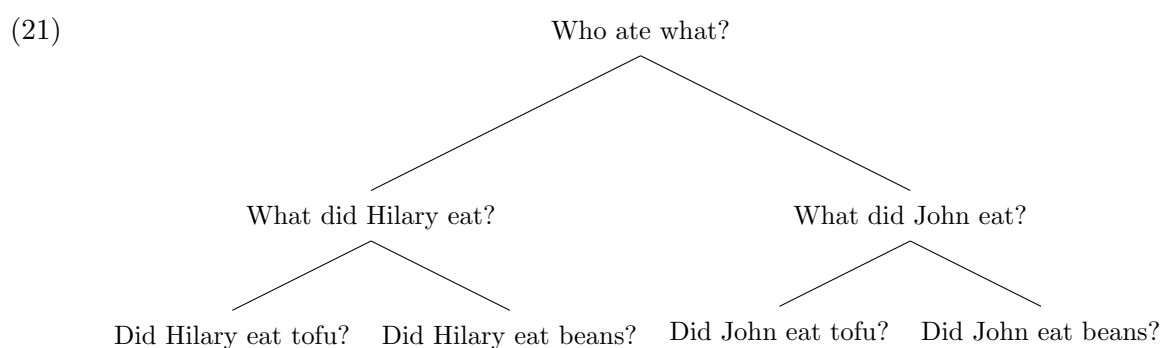 (21) Who ate what?
What did Hilary eat? What did John eat?
Did Hilary eat tofu? Did Hilary eat beans? Did John eat tofu? Did John eat beans?